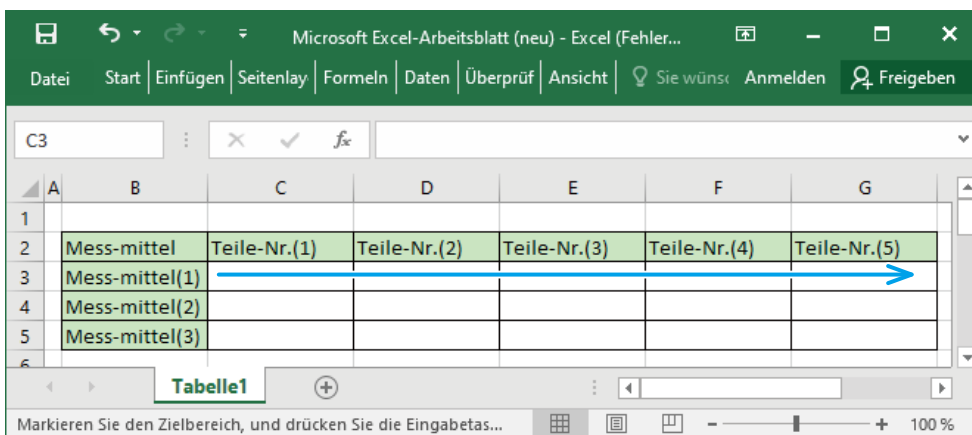 Microsoft Excel-Arbeitsblatt (neu) - Excel (Fehler...
Datei Start Einfügen Seitenlay Formeln Daten Überprüf Ansicht Sie wünsc Anmelden Freigeben
C3 fx
A B C D E F G
1
2 Mess-mittel Teile-Nr.(1) Teile-Nr.(2) Teile-Nr.(3) Teile-Nr.(4) Teile-Nr.(5)
3 Mess-mittel(1)
4 Mess-mittel(2)
5 Mess-mittel(3)
6
Tabelle1
Markieren Sie den Zielbereich, und drücken Sie die Eingabetas... 100 %